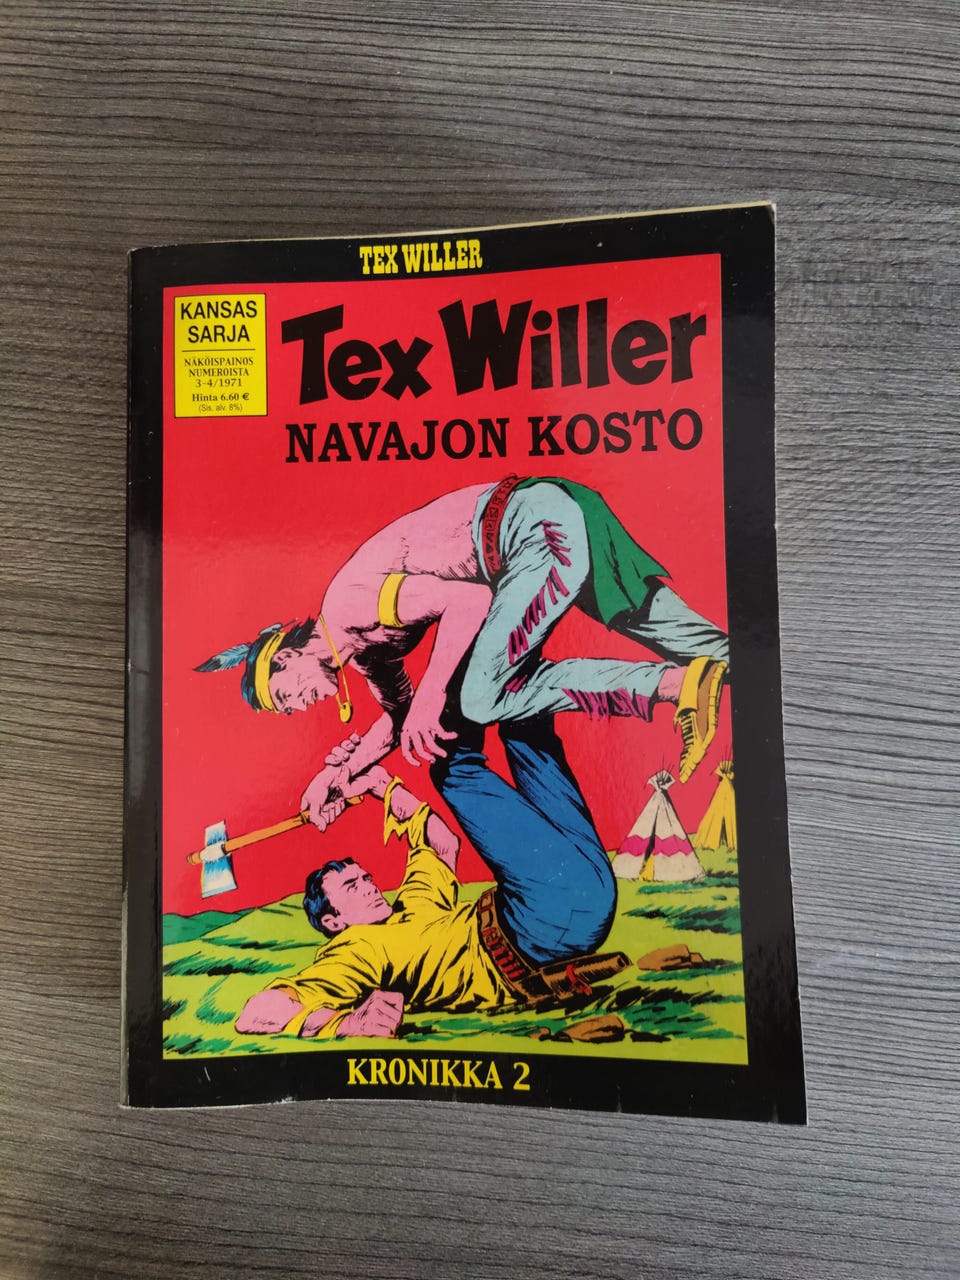 TEX WILLER
KANSAS
SARJA
NÄKÖISPAINOS
NUMEROISTA
3-4/1971
Hinta 6.60 €
(Sis. alv. 8%)
Tex Willer
NAVAJON KOSTO
KRONIKKA 2